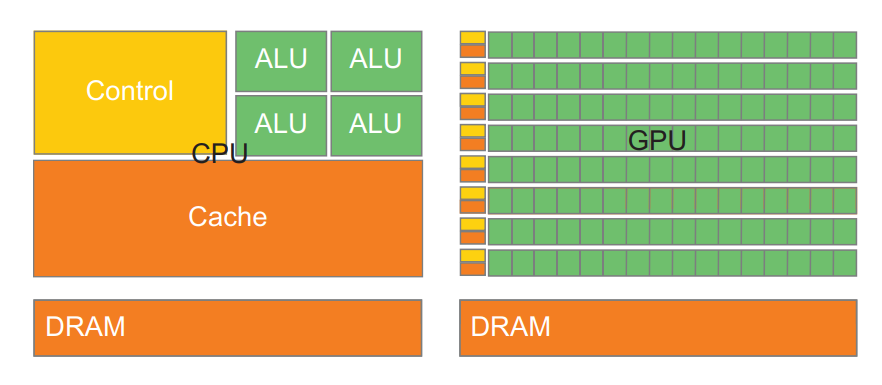 ALU ALU
Control
ALU ALU
CPU
Cache
DRAM
GPU
DRAM